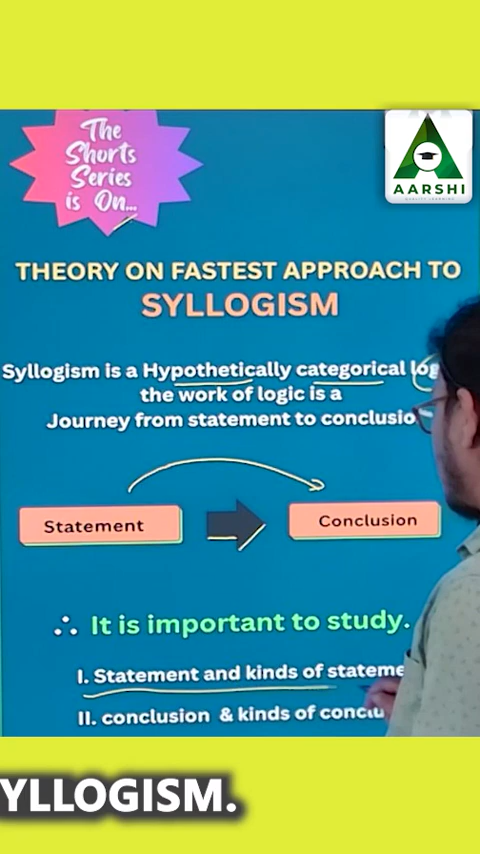 The
Shorts
Series
is On...
AARSHI
THEORY ON FASTEST APPROACH TO
SYLLOGISM
Syllogism is a Hypothetically categorical
the work of logic is a
Journey from statement to
Statement
Conclusion
∴ It is important to study.
I. Statement and kinds of
II. conclusion & kinds of
YLLOGISM.